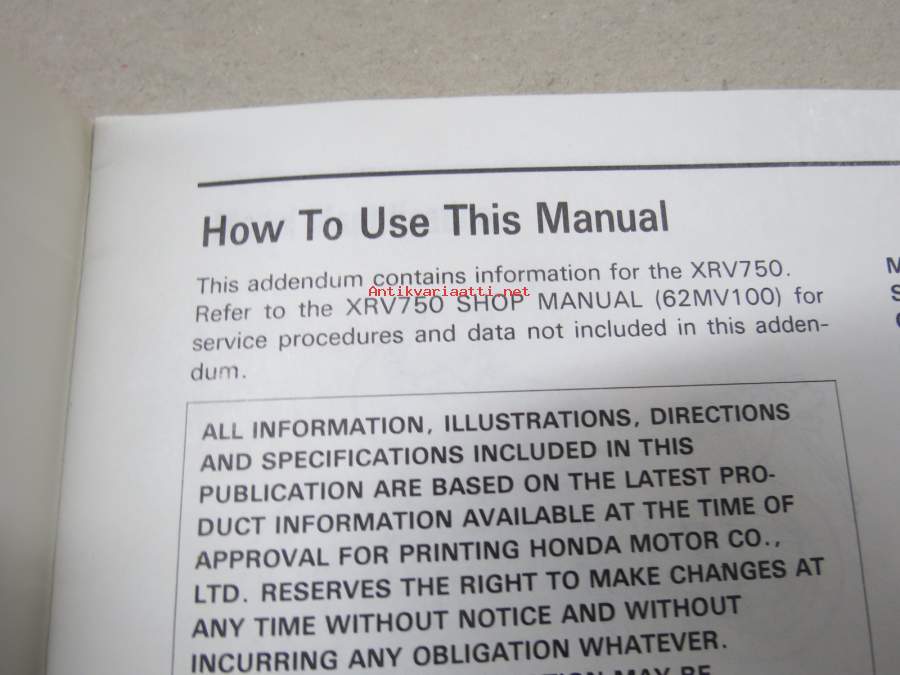 How To Use This Manual
This addendum contains information for the XRV750.
Antikvariaatti.net
Refer to the XRV750 SHOP MANUAL (62MV100) for
service procedures and data not included in this adden-
dum.
ALL INFORMATION, ILLUSTRATIONS, DIRECTIONS
AND SPECIFICATIONS INCLUDED IN THIS
PUBLICATION ARE BASED ON THE LATEST PRO-
DUCT INFORMATION AVAILABLE AT THE TIME OF
APPROVAL FOR PRINTING HONDA MOTOR CO.,
LTD. RESERVES THE RIGHT TO MAKE CHANGES AT
ANY TIME WITHOUT NOTICE AND WITHOUT
INCURRING ANY OBLIGATION WHATEVER.
MAY BE